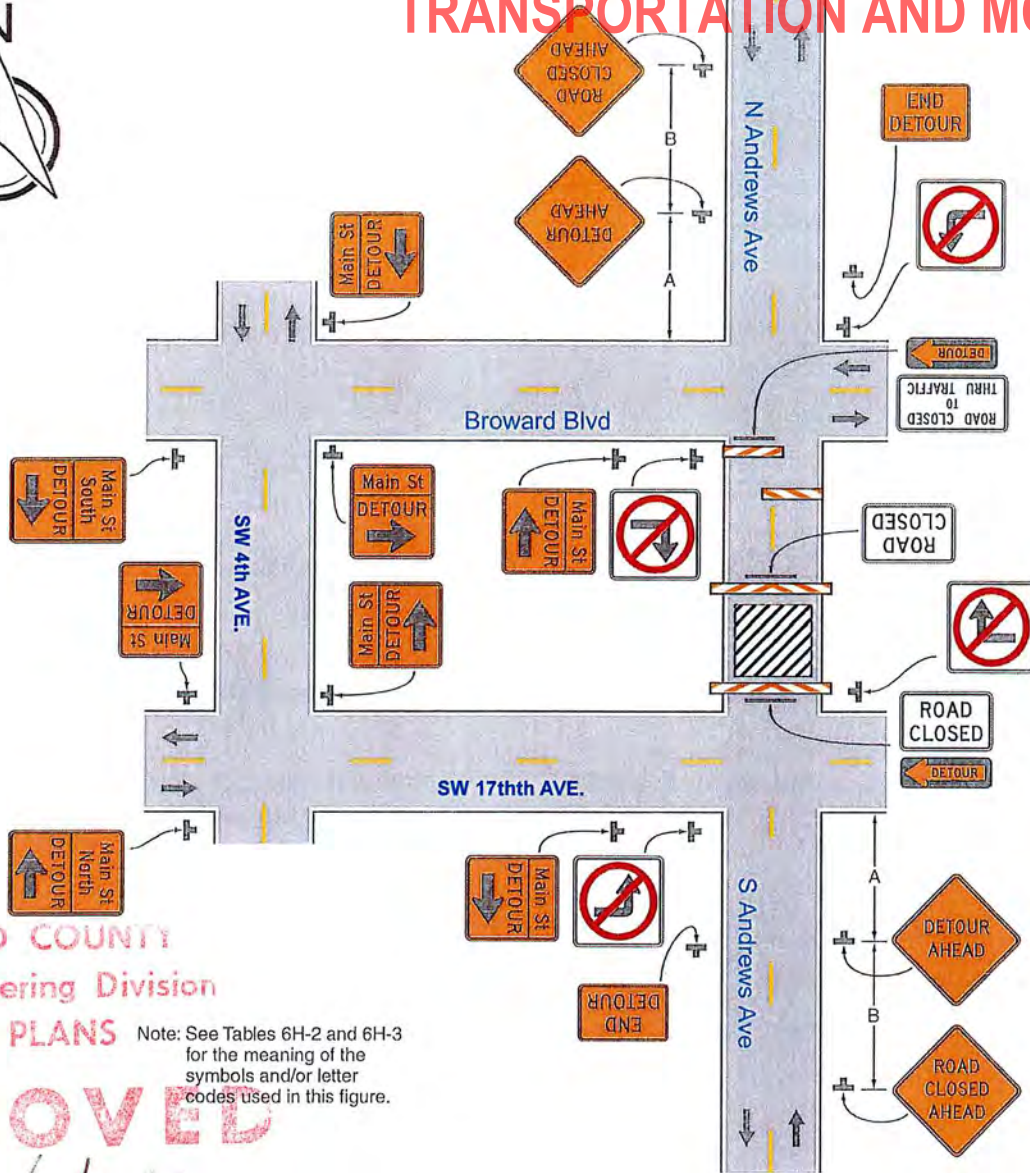 TRANSPORTATION AND MO
N
ROAD
CLOSED
AHEAD
B
DETOUR
AHEAD
A
N Andrews Ave
END
DETOUR
Main St
DETOUR
DETOUR
ROAD CLOSED
TO
THRU TRAFFIC
Broward Blvd
Main St
South
DETOUR
SW 4th AVE.
Main St
DETOUR
Main St
DETOUR
ROAD
CLOSED
Main St
DETOUR
Main St
DETOUR
ROAD
CLOSED
DETOUR
SW 17thth AVE.
Main St
North
DETOUR
Main St
DETOUR
END
DETOUR
S Andrews Ave
A
DETOUR
AHEAD
B
ROAD
CLOSED
AHEAD
COUNTY
ering Division
PLANS
OVED
Note: See Tables 6H-2 and 6H-3
for the meaning of the
symbols and/or letter
codes used in this figure.